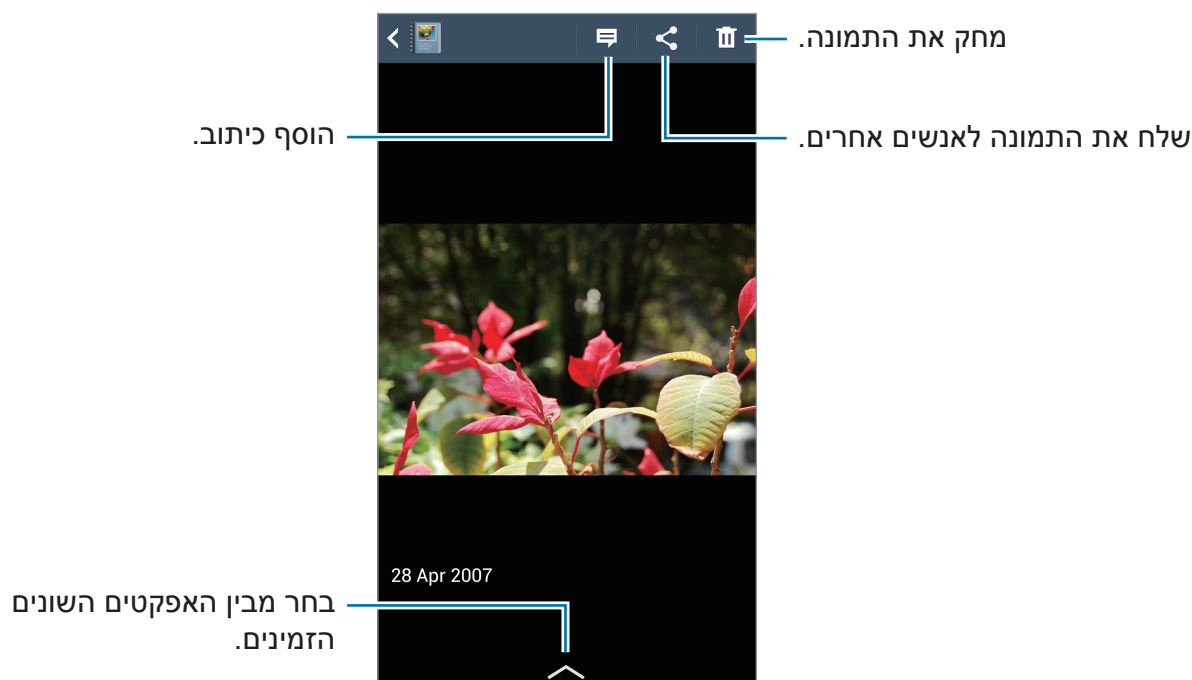 מחק את התמונה.
הוסף כיתוב.
שלח את התמונה לאנשים אחרים.
28 Apr 2007
בחר מבין האפקטים השונים
הזמינים.